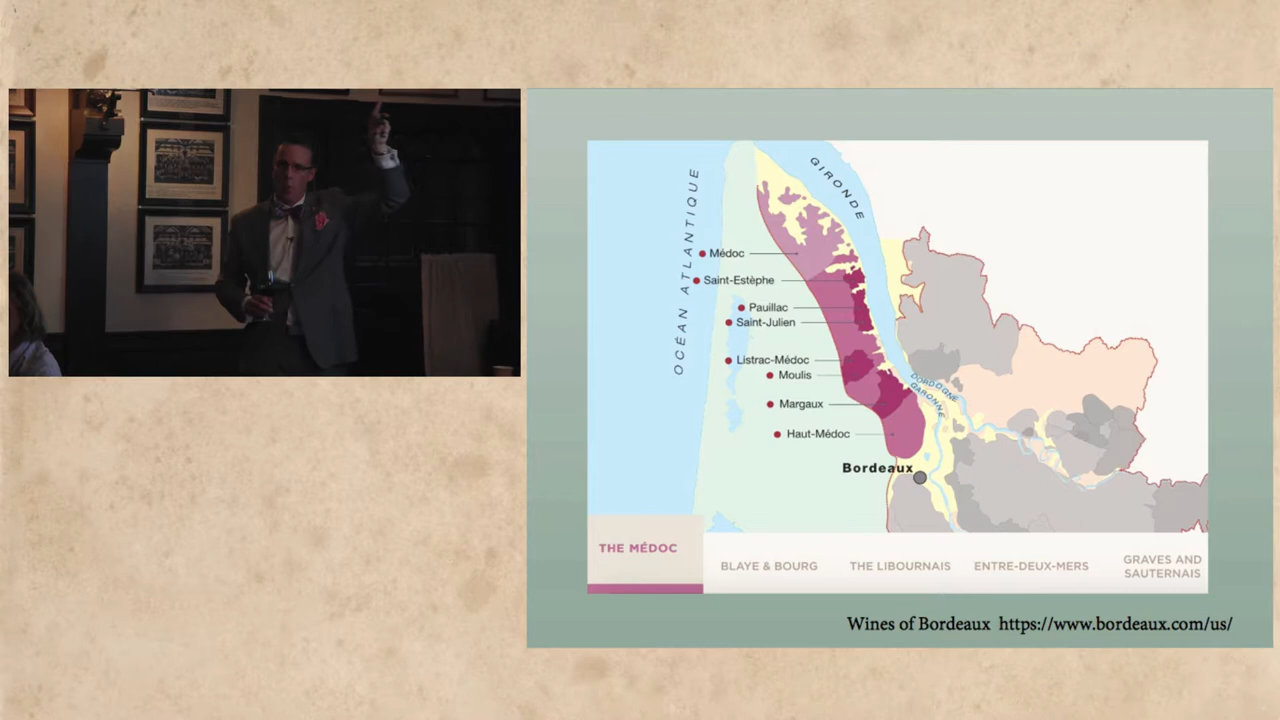 GIRONDE
OCÉAN ATLANTIQUE
Médoc
Saint-Estèphe
Pauillac
Saint-Julien
Listrac-Médoc
Moulis
Margaux
Haut-Médoc
DORDOGNE
GARONNE
Bordeaux
THE MÉDOC
BLAYE & BOURG
THE LIBOURNAIS
ENTRE-DEUX-MERS
GRAVES AND
SAUTERNAIS
Wines of Bordeaux https://www.bordeaux.com/us/